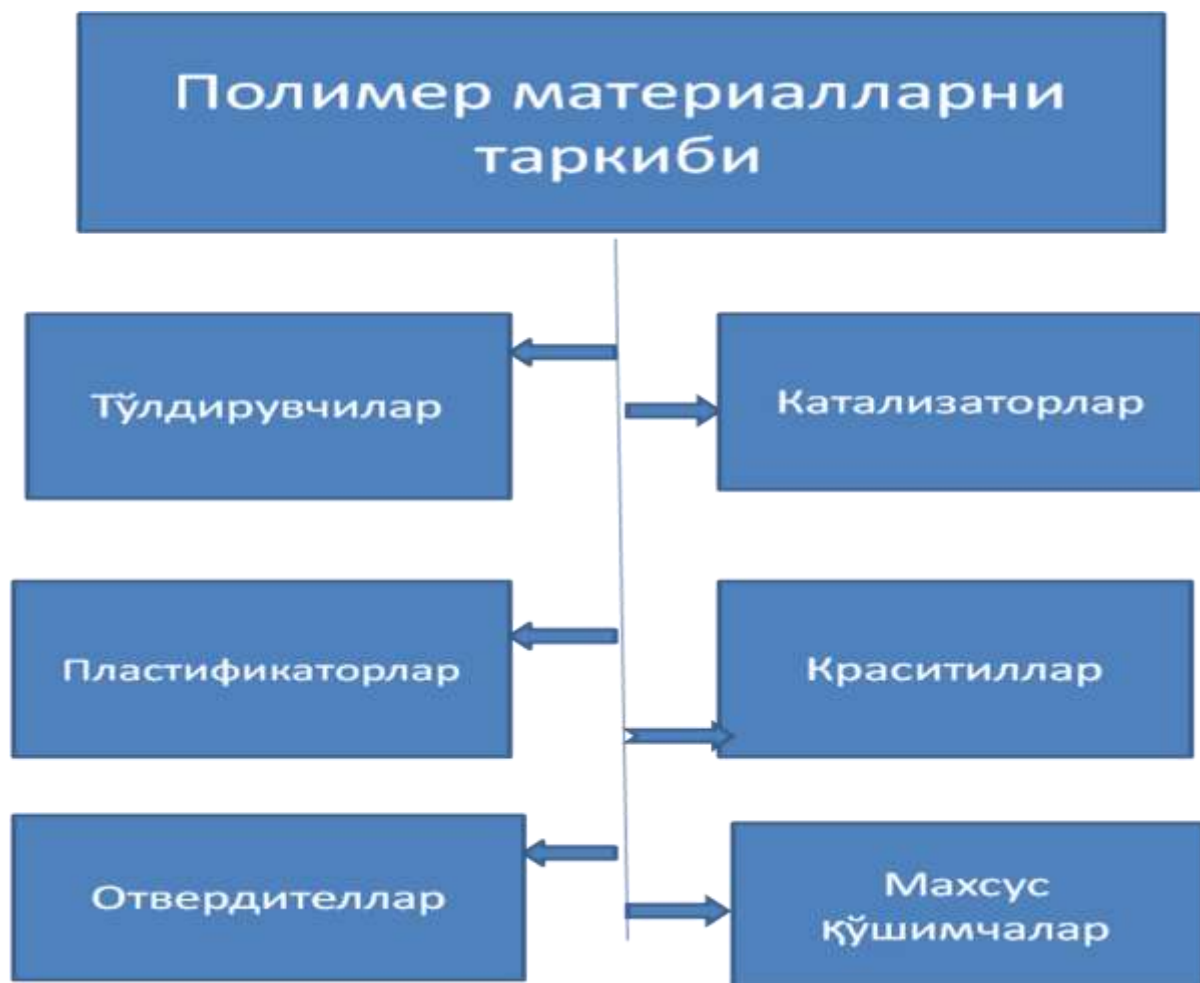 Полимер материалларни
таркиби
Тўлдирувчилар
Катализаторлар
Пластификаторлар
Краситиллар
Отвердителлар
Махсус
қўшимчалар